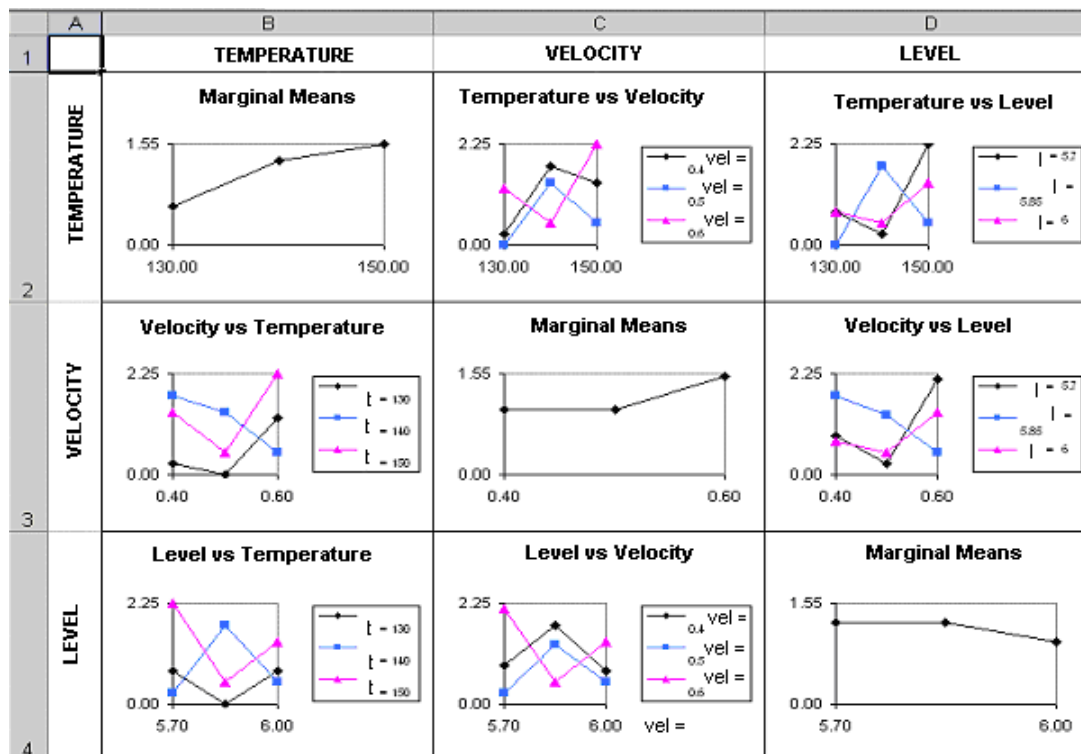 A B C D
1 TEMPERATURE VELOCITY LEVEL
TEMPERATURE
2
Marginal Means
1.55
0.00
130.00 150.00
Temperature vs Velocity
2.25
0.00
130.00 150.00
vel =
0.4
vel =
0.5
vel =
0.6
Temperature vs Level
2.25
0.00
130.00 150.00
l = 5.7
l =
5.85
l = 6
VELOCITY
3
Velocity vs Temperature
2.25
0.00
0.40 0.60
t = 130
t = 140
t = 150
Marginal Means
1.55
0.00
0.40 0.60
Velocity vs Level
2.25
0.00
0.40 0.60
l = 5.7
l =
5.85
l = 6
LEVEL
4
Level vs Temperature
2.25
0.00
5.70 6.00
t = 130
t = 140
t = 150
Level vs Velocity
2.25
0.00
5.70 6.00
vel =
0.4
vel =
0.5
vel =
0.6
vel =
Marginal Means
1.55
0.00
5.70 6.00